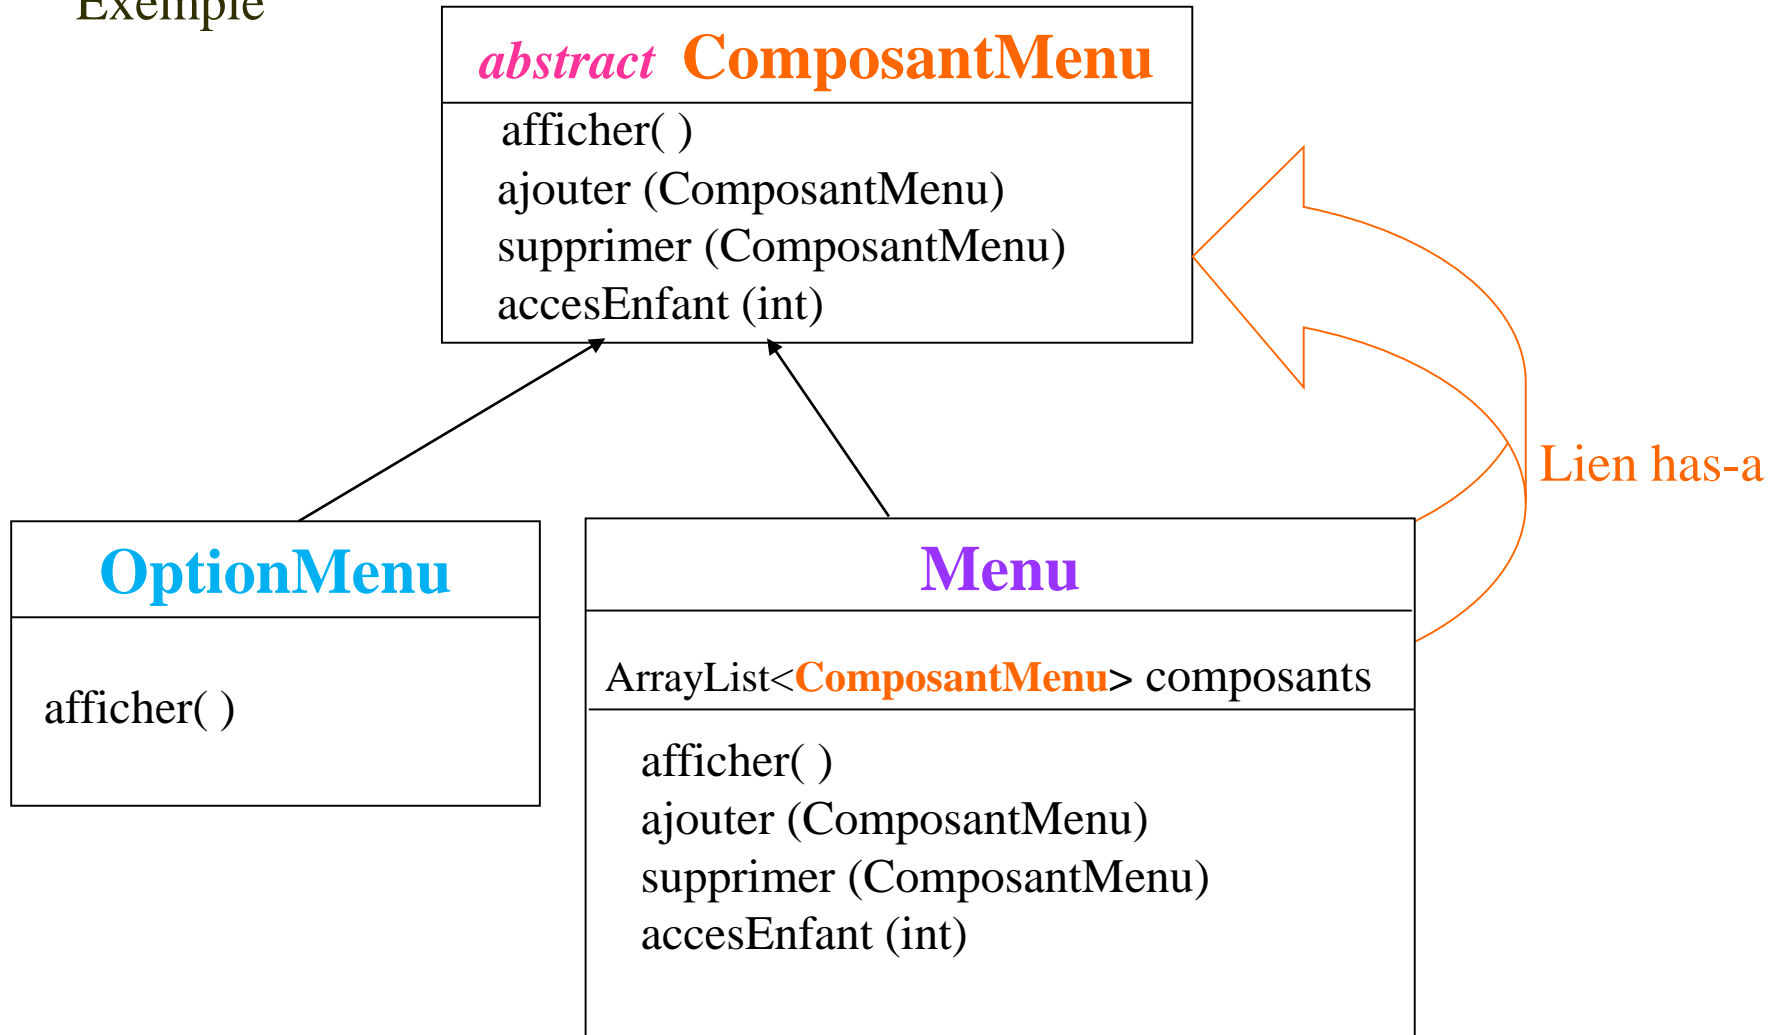 Exemple
abstract ComposantMenu
afficher( )
ajouter (ComposantMenu)
supprimer (ComposantMenu)
accesEnfant (int)
Lien has-a
OptionMenu
afficher( )
Menu
ArrayList<ComposantMenu> composants
afficher( )
ajouter (ComposantMenu)
supprimer (ComposantMenu)
accesEnfant (int)